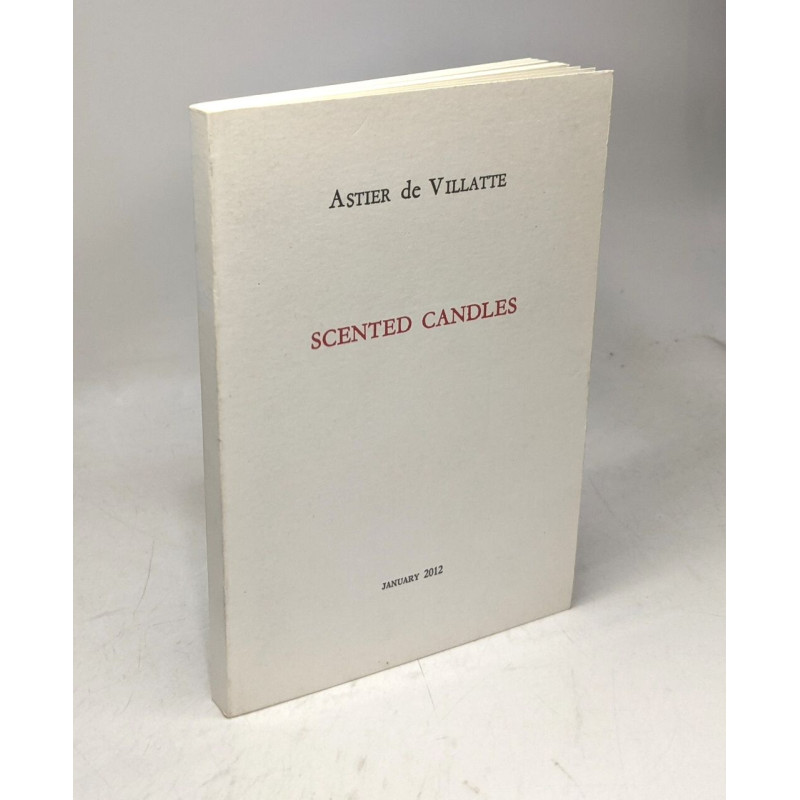 ASTIER de VILLATTE
SCENTED CANDLES
JANUARY 2012